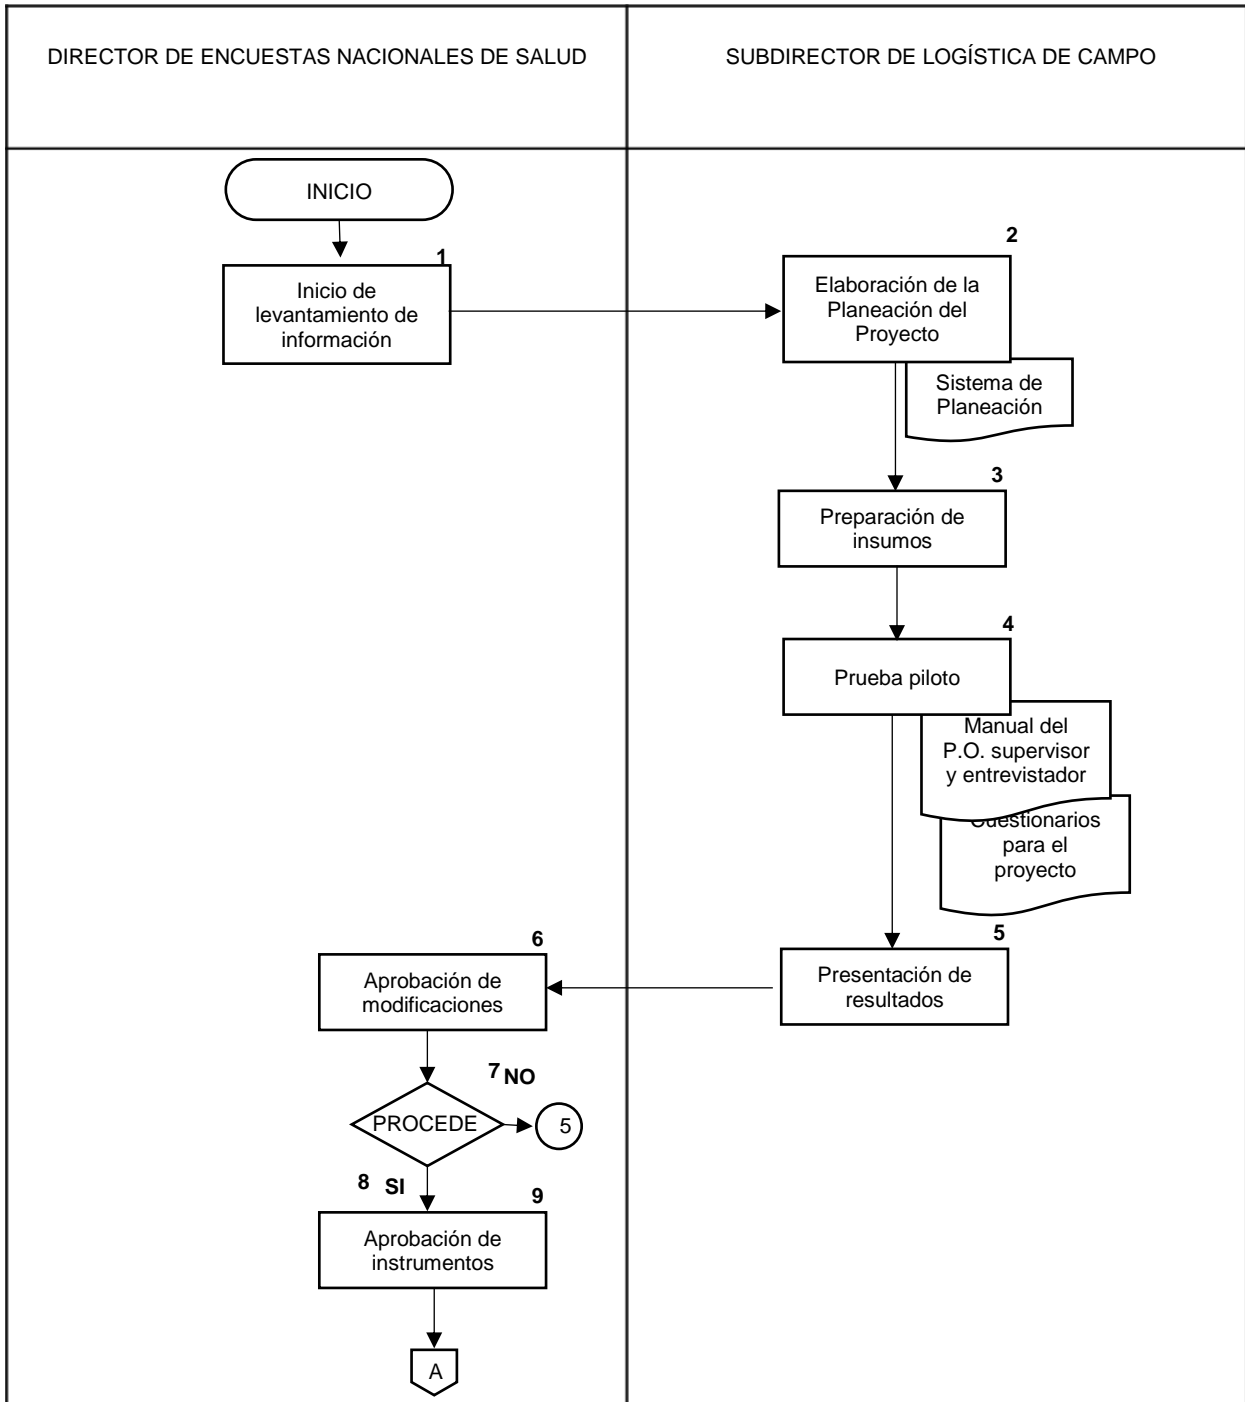 DIRECTOR DE ENCUESTAS NACIONALES DE SALUD
SUBDIRECTOR DE LOGÍSTICA DE CAMPO
INICIO
1
Inicio de
levantamiento de
información
2
Elaboración de la
Planeación del
Proyecto
Sistema de
Planeación
3
Preparación de
insumos
4
Prueba piloto
Manual del
P.O. supervisor
y entrevistador
Cuestionarios
para el
proyecto
5
Presentación de
resultados
6
Aprobación de
modificaciones
7 NO
PROCEDE
5
8 SI
9
Aprobación de
instrumentos
A